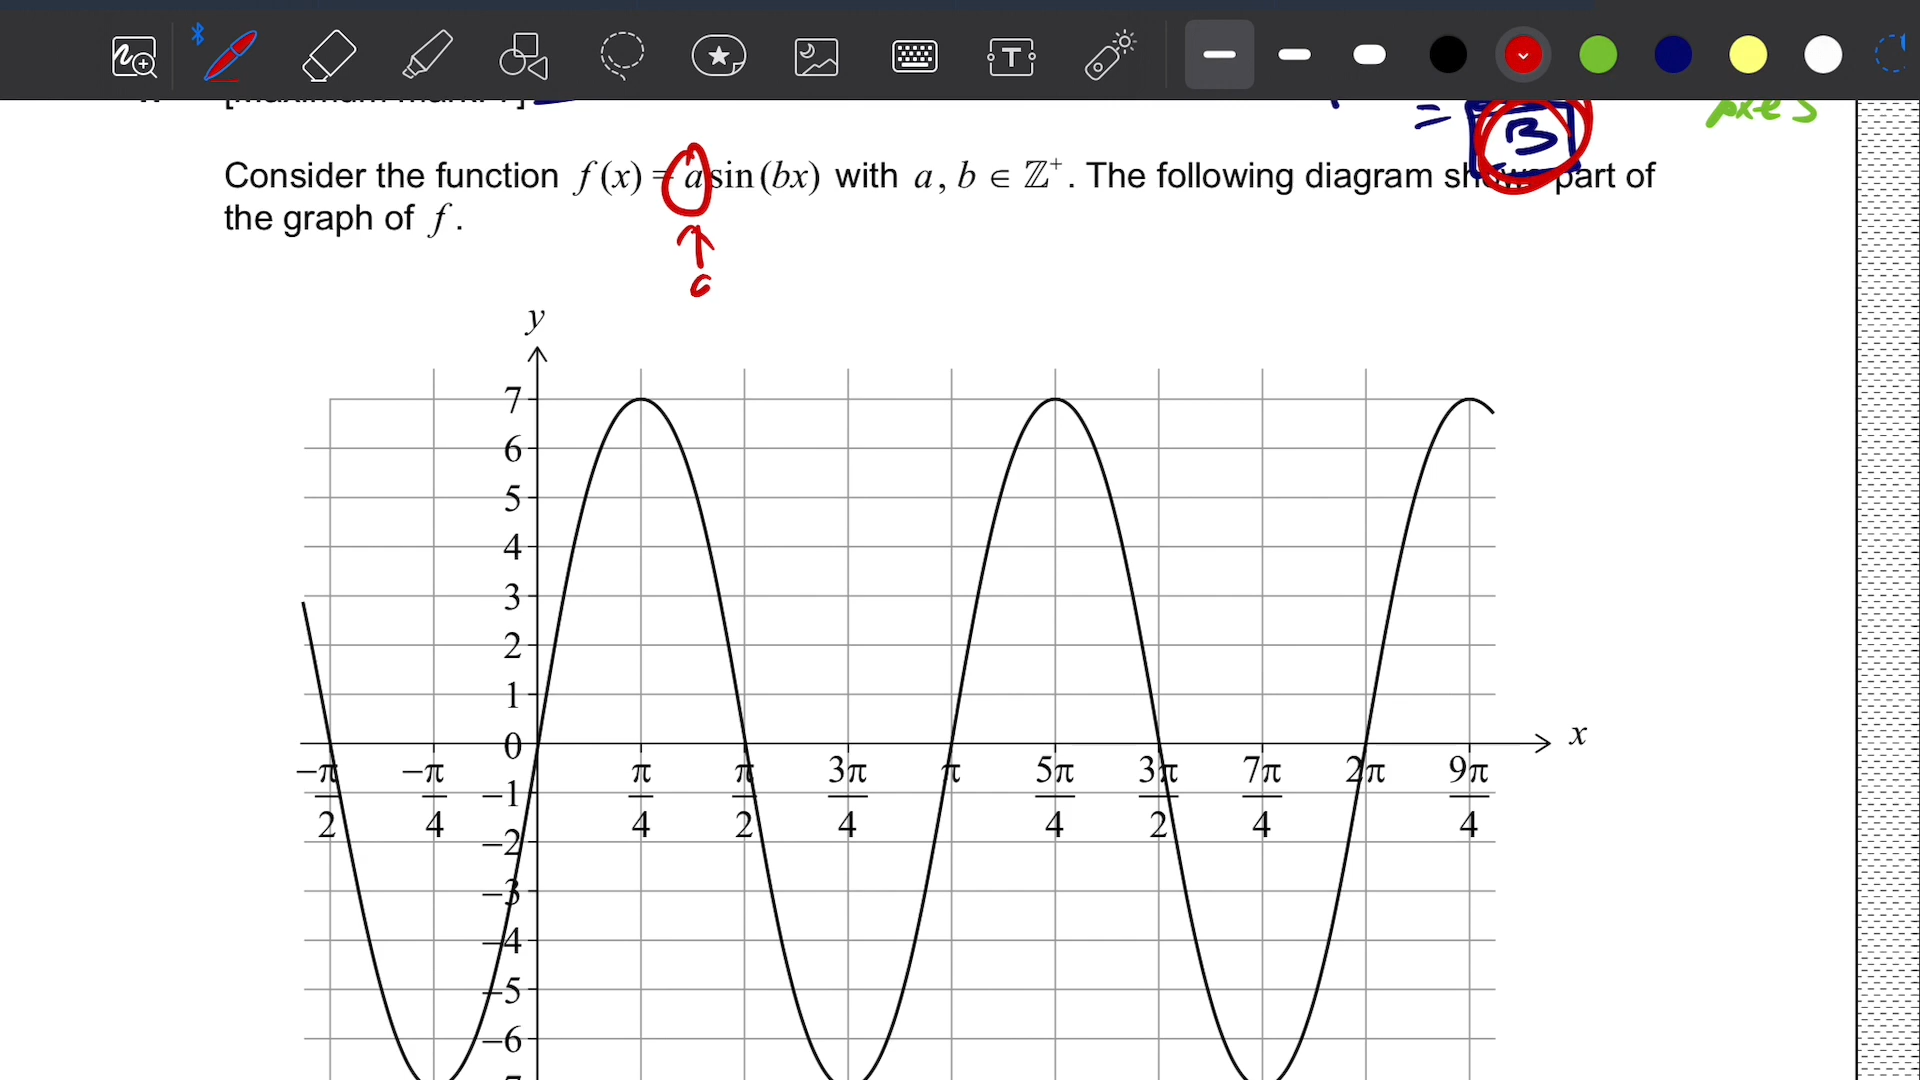 = B axes
Consider the function f(x) = a sin(bx) with a, b ∈ ℤ⁺. The following diagram shows part of
the graph of f.
a
y
7
6
5
4
3
2
1
0
x
−π/2 −π/4 π/4 π/2 3π/4 π 5π/4 3π/2 7π/4 2π 9π/4
−1
−2
−3
−4
−5
−6
T